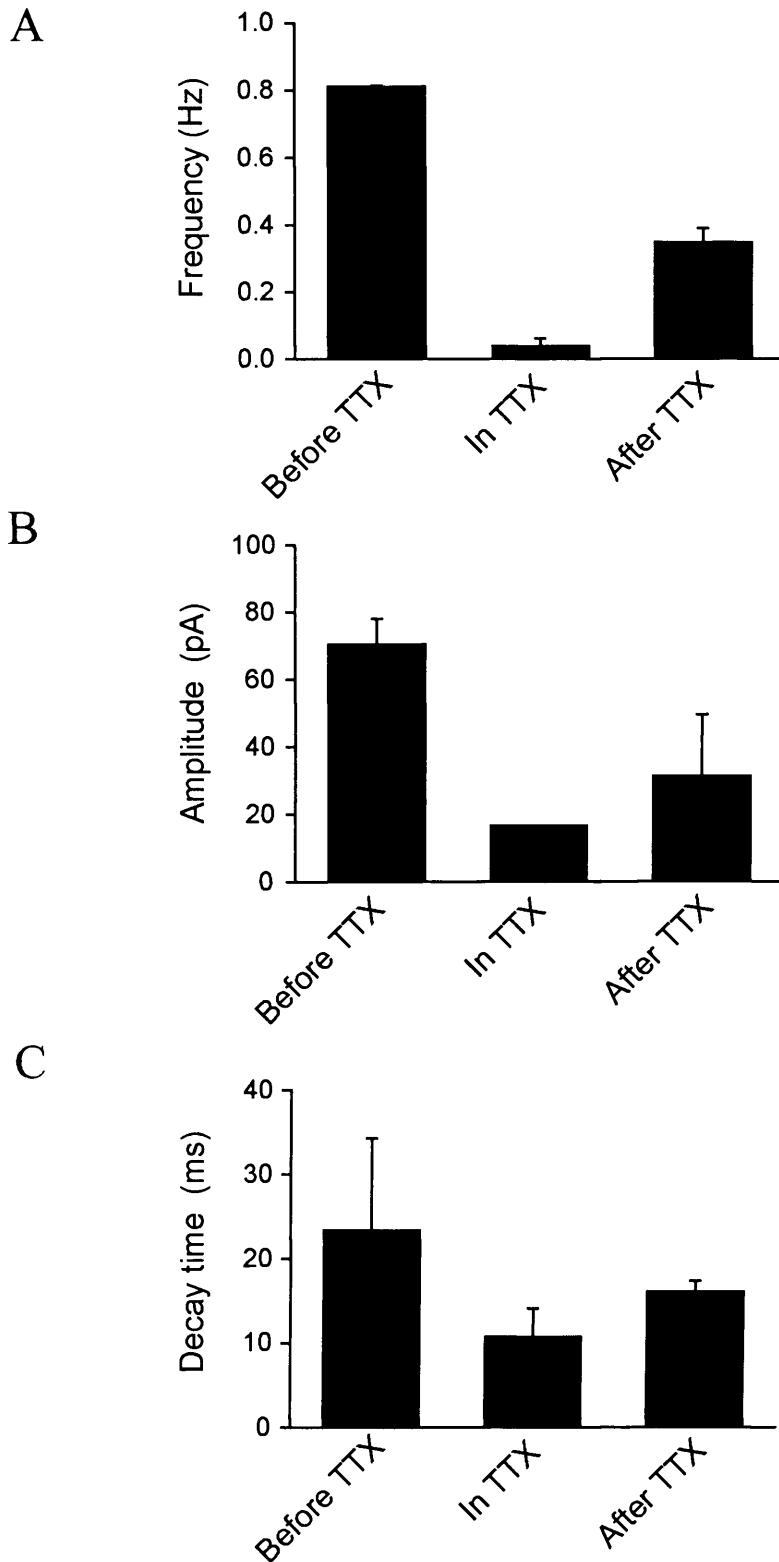 A
Frequency (Hz)
1.0
0.8
0.6
0.4
0.2
0.0
Before TTX
In TTX
After TTX
B
Amplitude (pA)
100
80
60
40
20
0
Before TTX
In TTX
After TTX
C
Decay time (ms)
40
30
20
10
0
Before TTX
In TTX
After TTX